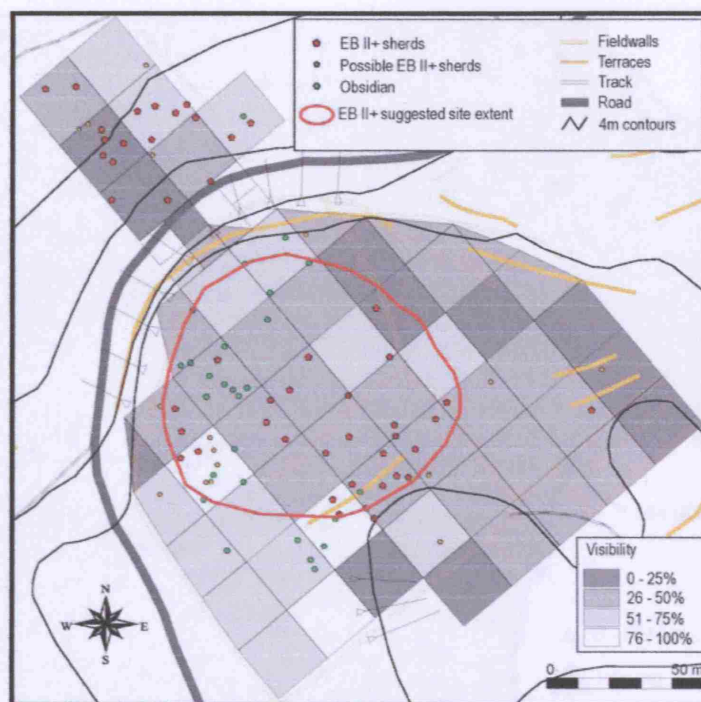 EB II+ sherds
Possible EB II+ sherds
Obsidian
EB II+ suggested site extent
Fieldwalls
Terraces
Track
Road
4m contours
Visibility
0 - 25%
26 - 50%
51 - 75%
76 - 100%
N
W E
S
0 50 m